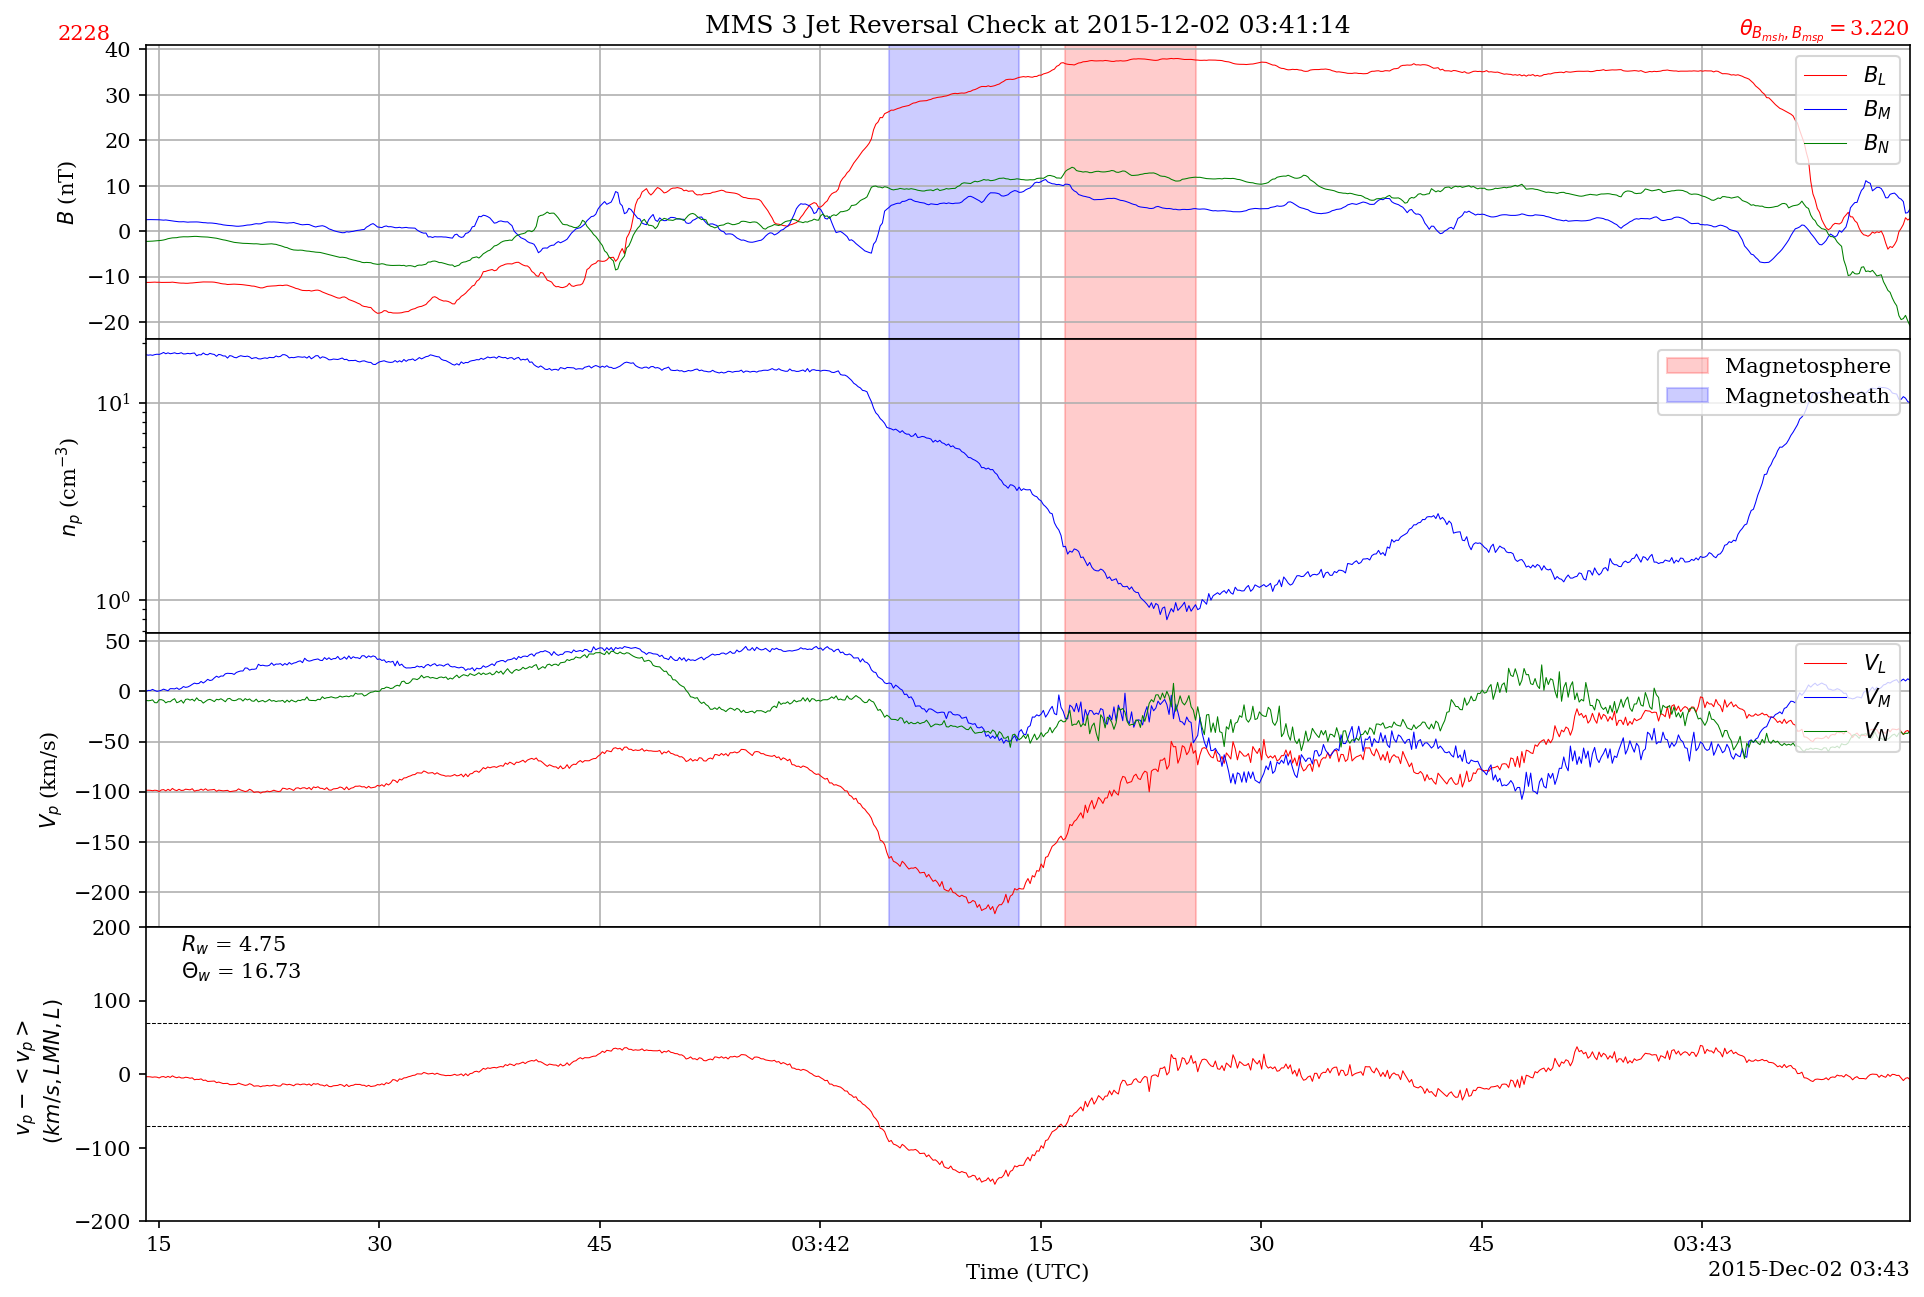 MMS 3 Jet Reversal Check at 2015-12-02 03:41:14
2228
θ_{B_{msh}, B_{msp}} = 3.220
40
30
20
10
0
−10
−20
B (nT)
B_L
B_M
B_N
10^1
10^0
n_p (cm^{−3})
Magnetosphere
Magnetosheath
50
0
−50
−100
−150
−200
V_p (km/s)
V_L
V_M
V_N
200
100
0
−100
−200
v_p − <v_p>
(km/s, LMN, L)
R_w = 4.75
Θ_w = 16.73
15
30
45
03:42
15
30
45
03:43
Time (UTC)
2015-Dec-02 03:43